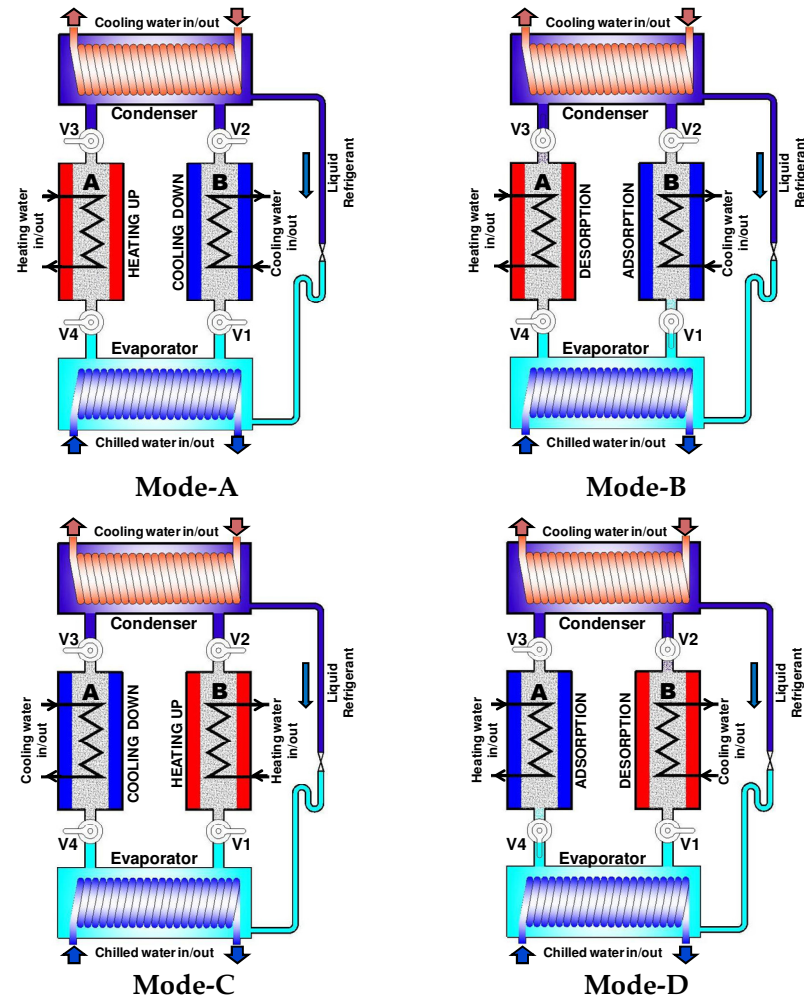 Cooling water in/out
Condenser
V3
V2
A
B
Heating water
in/out
HEATING UP
COOLING DOWN
Cooling water
in/out
Liquid
Refrigerant
V4
V1
Evaporator
Chilled water in/out
Mode-A
Cooling water in/out
Condenser
V3
V2
A
B
Heating water
in/out
DESORPTION
ADSORPTION
Cooling water
in/out
Liquid
Refrigerant
V4
V1
Evaporator
Chilled water in/out
Mode-B
Cooling water in/out
Condenser
V3
V2
A
B
Cooling water
in/out
COOLING DOWN
HEATING UP
Heating water
in/out
Liquid
Refrigerant
V4
V1
Evaporator
Chilled water in/out
Mode-C
Cooling water in/out
Condenser
V3
V2
A
B
Heating water
in/out
ADSORPTION
DESORPTION
Cooling water
in/out
Liquid
Refrigerant
V4
V1
Evaporator
Chilled water in/out
Mode-D